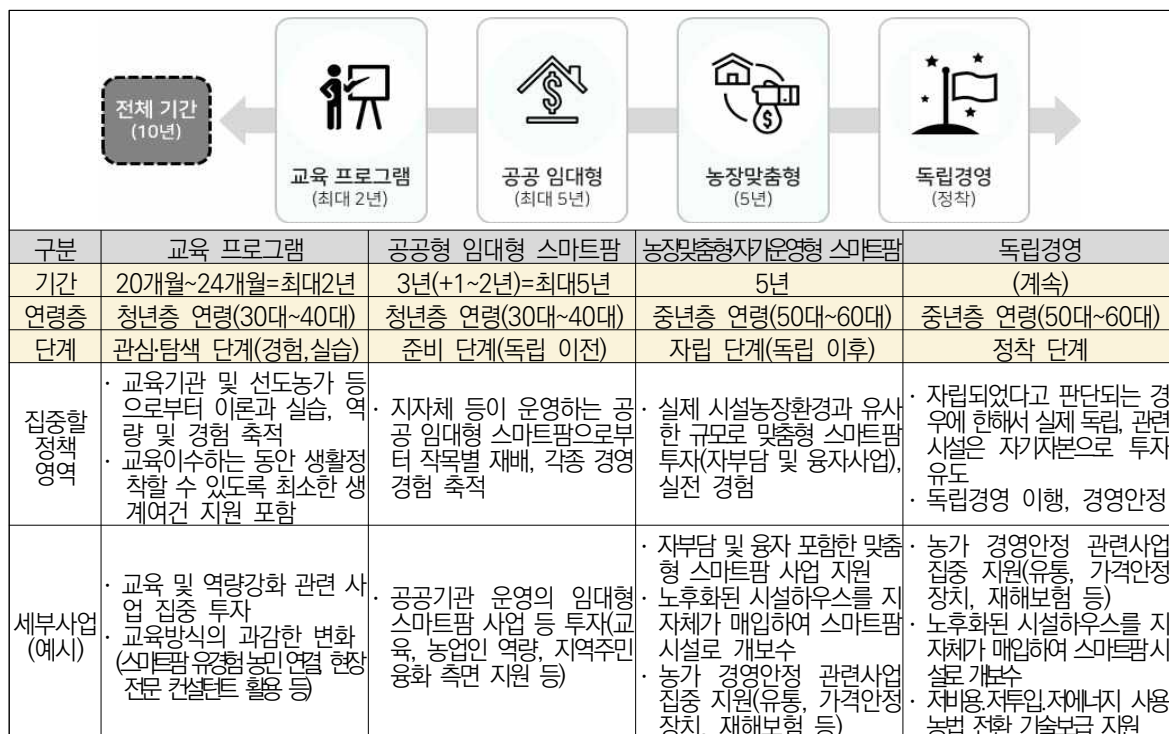 전체 기간
(10년)
교육 프로그램
(최대 2년)
공공 임대형
(최대 5년)
농장맞춤형
(5년)
독립경영
(정착)
구분
교육 프로그램
공공형 임대형 스마트팜
농장맞춤형자가운영형 스마트팜
독립경영
기간
20개월~24개월=최대2년
3년(+1~2년)=최대5년
5년
(계속)
연령층
청년층 연령(30대~40대)
청년층 연령(30대~40대)
중년층 연령(50대~60대)
중년층 연령(50대~60대)
단계
관심·탐색 단계(경험,실습)
준비 단계(독립 이전)
자립 단계(독립 이후)
정착 단계
집중할
정책
영역
· 교육기관 및 선도농가 등
으로부터 이론과 실습, 역
량 및 경험 축적
· 교육이수하는 동안 생활정
착할 수 있도록 최소한 생
계여건 지원 포함
· 지자체 등이 운영하는 공
공 임대형 스마트팜으로부
터 작목별 재배, 각종 경영
경험 축적
· 실제 시설농장환경과 유사
한 규모로 맞춤형 스마트팜
투자(자부담 및 융자사업),
실전 경험
· 자립되었다고 판단되는 경
우에 한해서 실제 독립, 관련
시설은 자기자본으로 투자
유도
· 독립경영 이행, 경영안정
세부사업
(예시)
· 교육 및 역량강화 관련 사
업 집중 투자
· 교육방식의 과감한 변화
(스마트팜 유경험 농민 연결, 현장
전문 컨설턴트 활용 등)
· 공공기관 운영의 임대형
스마트팜 사업 등 투자(교
육, 농업인 역량, 지역주민
융화 측면 지원 등)
· 자부담 및 융자 포함한 맞춤
형 스마트팜 사업 지원
· 노후화된 시설하우스를 지
자체가 매입하여 스마트팜
시설로 개보수
· 농가 경영안정 관련사업
집중 지원(유통, 가격안정
장치, 재해보험 등)
· 농가 경영안정 관련사업
집중 지원(유통, 가격안정
장치, 재해보험 등)
· 노후화된 시설하우스를 지
자체가 매입하여 스마트팜시
설로 개보수
· 저비용.저투입.저에너지 사용
농법 전환 기술보급 지원